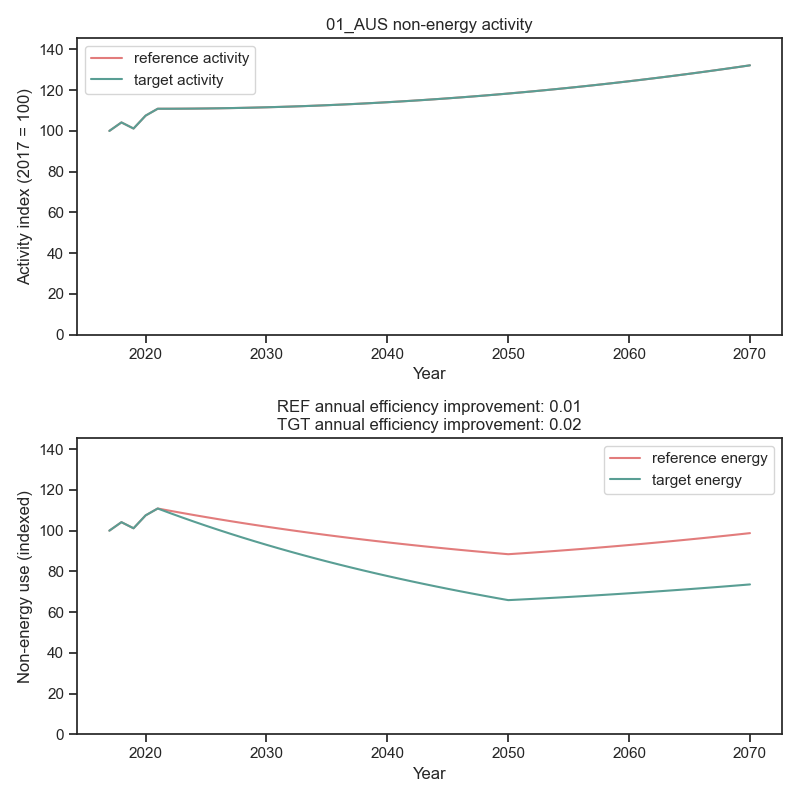 01_AUS non-energy activity
reference activity
target activity
Activity index (2017 = 100)
140
120
100
80
60
40
20
0
2020 2030 2040 2050 2060 2070
Year
REF annual efficiency improvement: 0.01
TGT annual efficiency improvement: 0.02
reference energy
target energy
Non-energy use (indexed)
140
120
100
80
60
40
20
0
2020 2030 2040 2050 2060 2070
Year